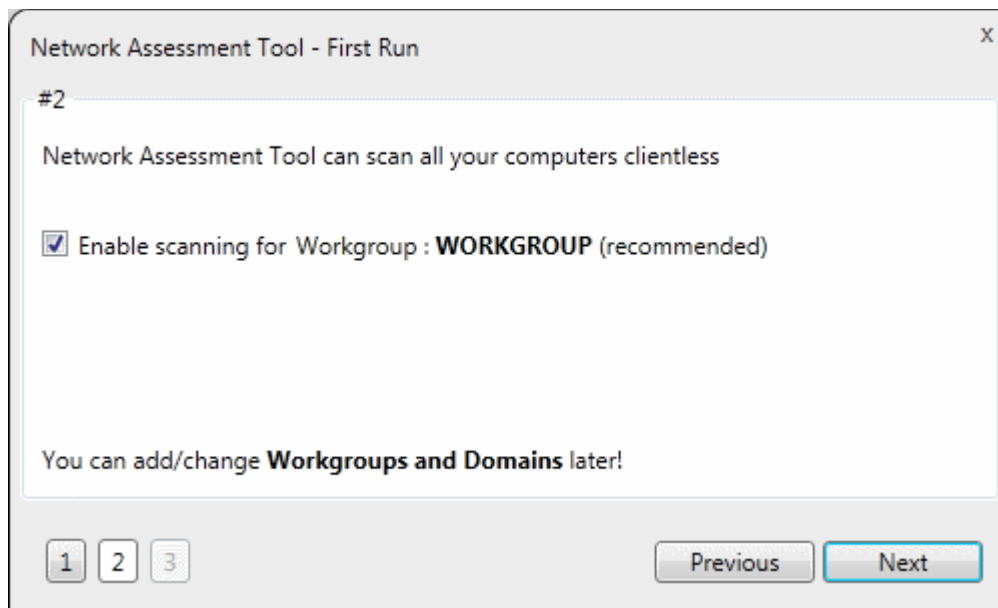 Network Assessment Tool - First Run
x
#2
Network Assessment Tool can scan all your computers clientless
Enable scanning for Workgroup : WORKGROUP (recommended)
You can add/change Workgroups and Domains later!
1 2 3 Previous Next